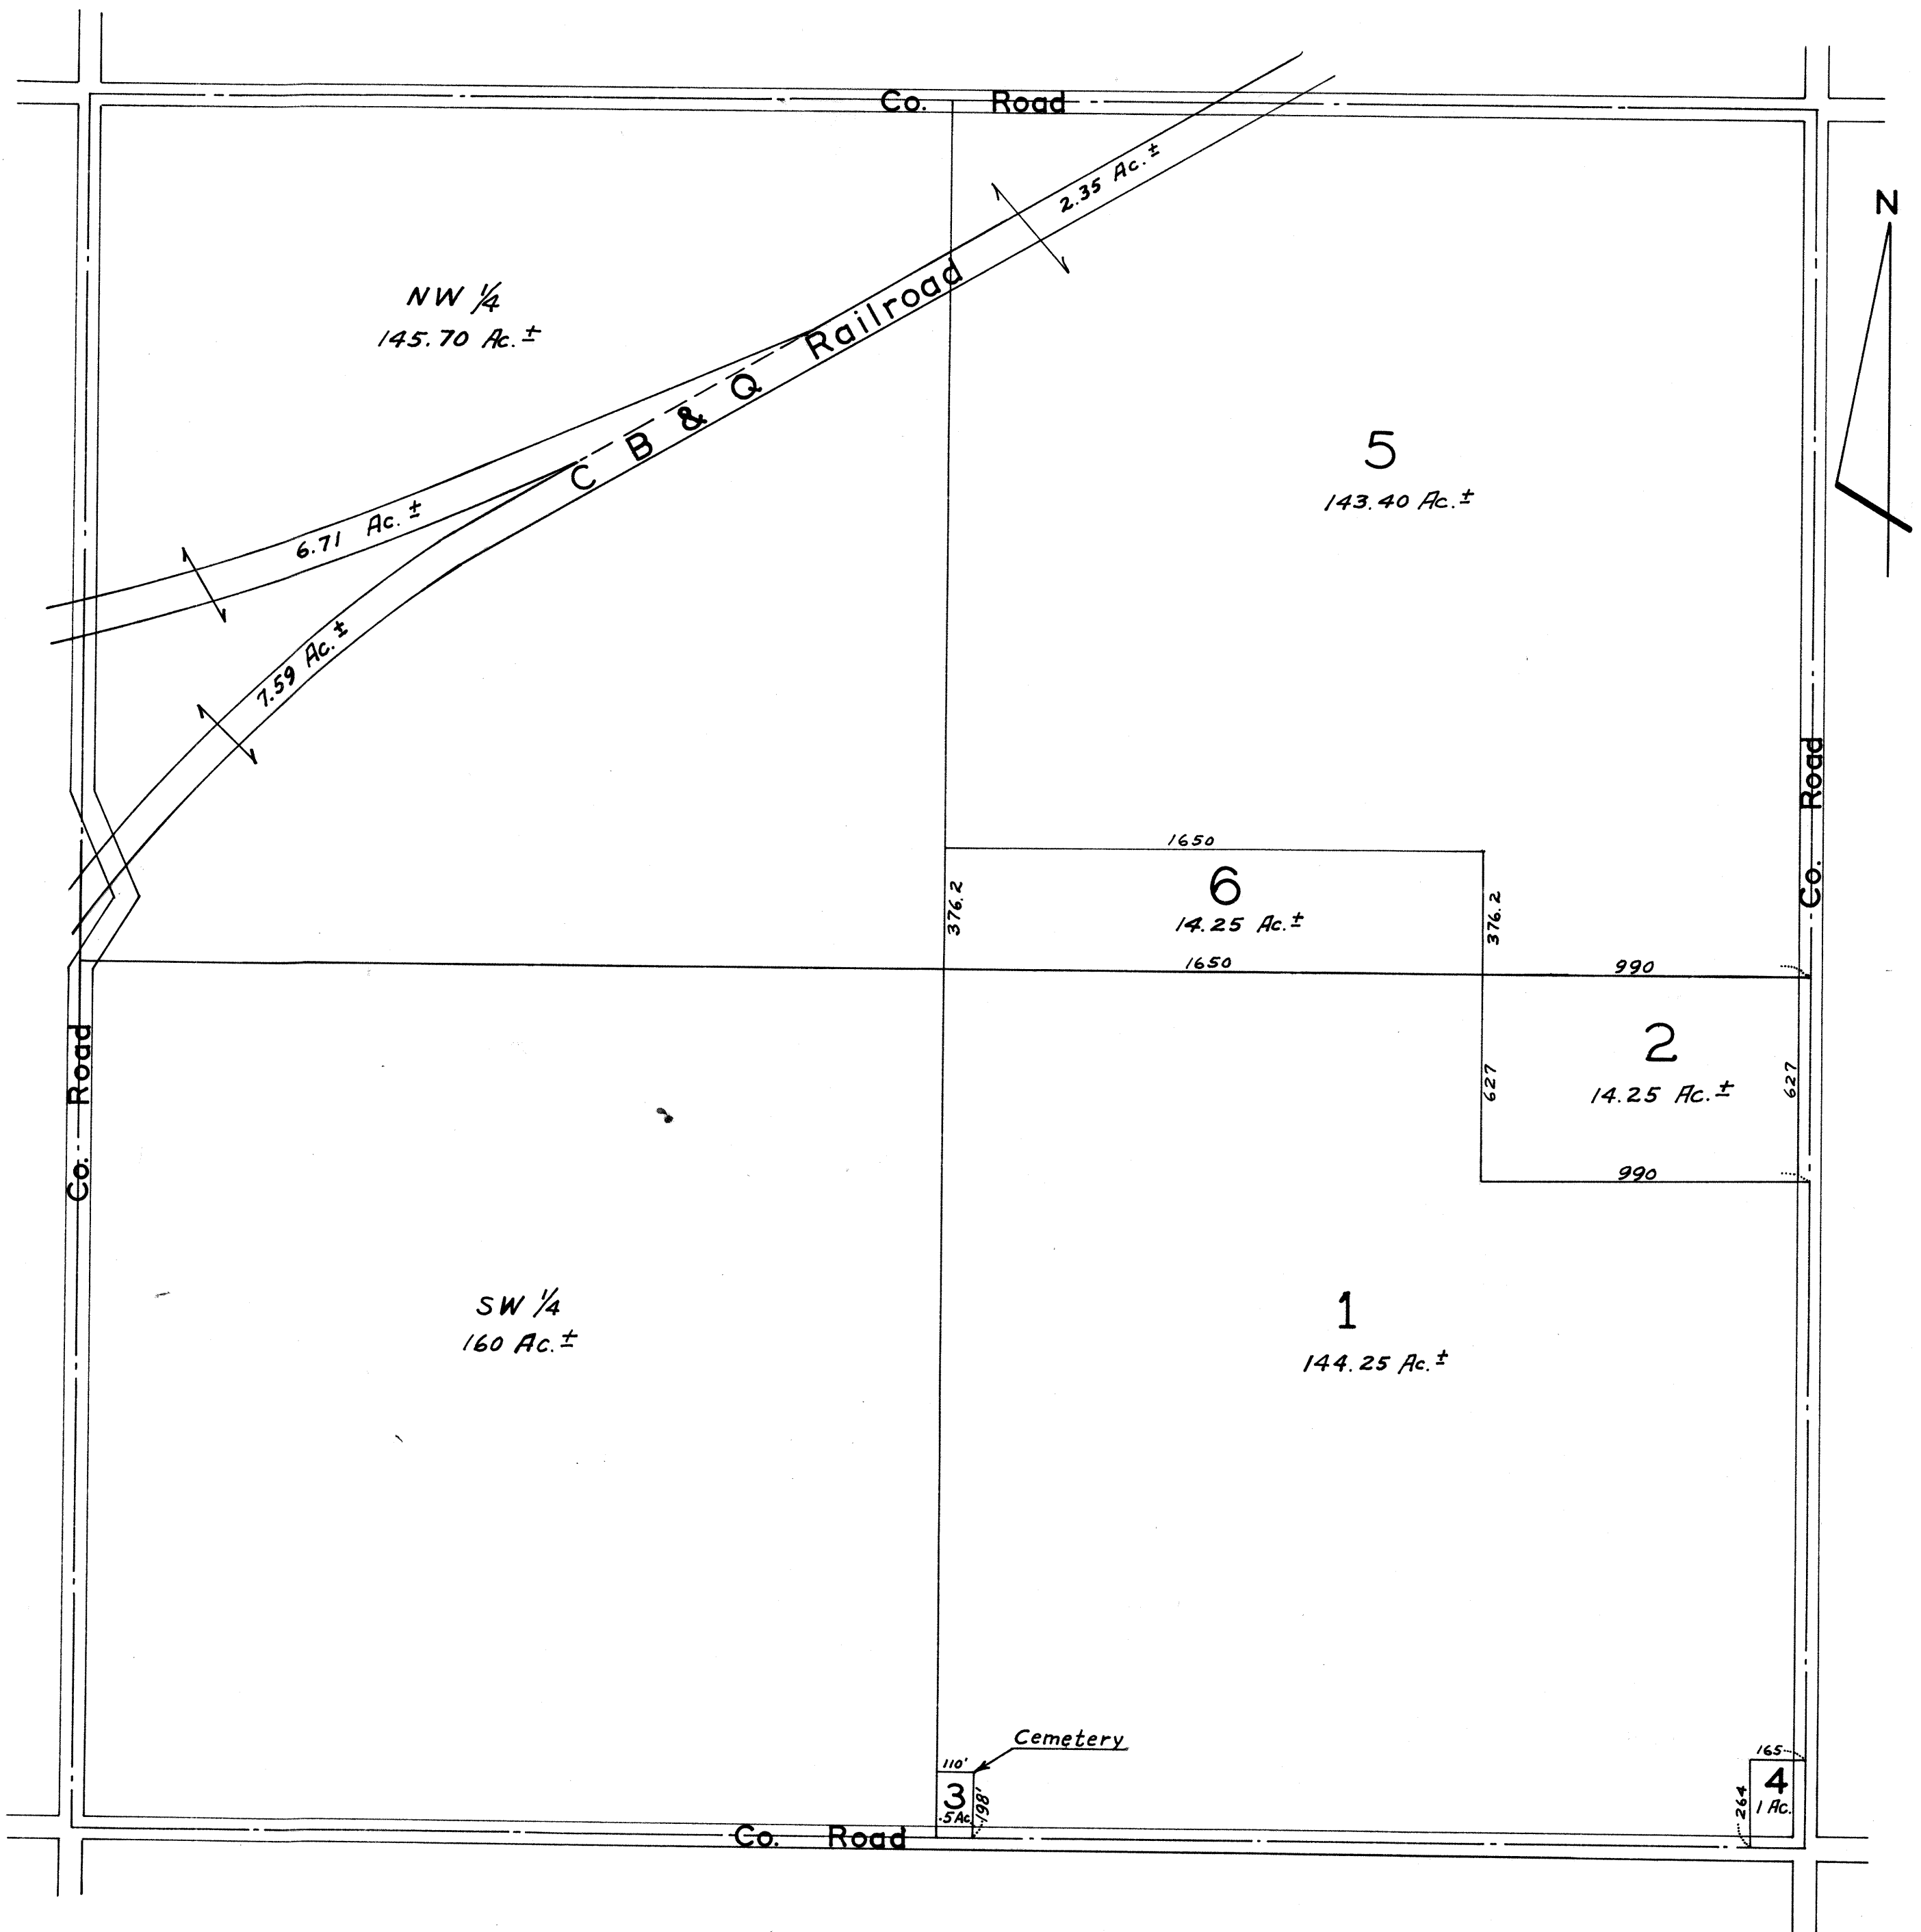 Co. Road
N
2.35 Ac.±
NW 1/4
145.70 Ac.±
C B & Q Railroad
5
143.40 Ac.±
6.71 Ac.±
7.59 Ac.±
Co. Road
1650
6
14.25 Ac.±
376.2
376.2
1650
990
2
14.25 Ac.±
627
627
990
Co. Road
SW 1/4
160 Ac.±
1
144.25 Ac.±
Cemetery
110'
3
.5 Ac.
198'
165
4
1 Ac.
264
Co. Road